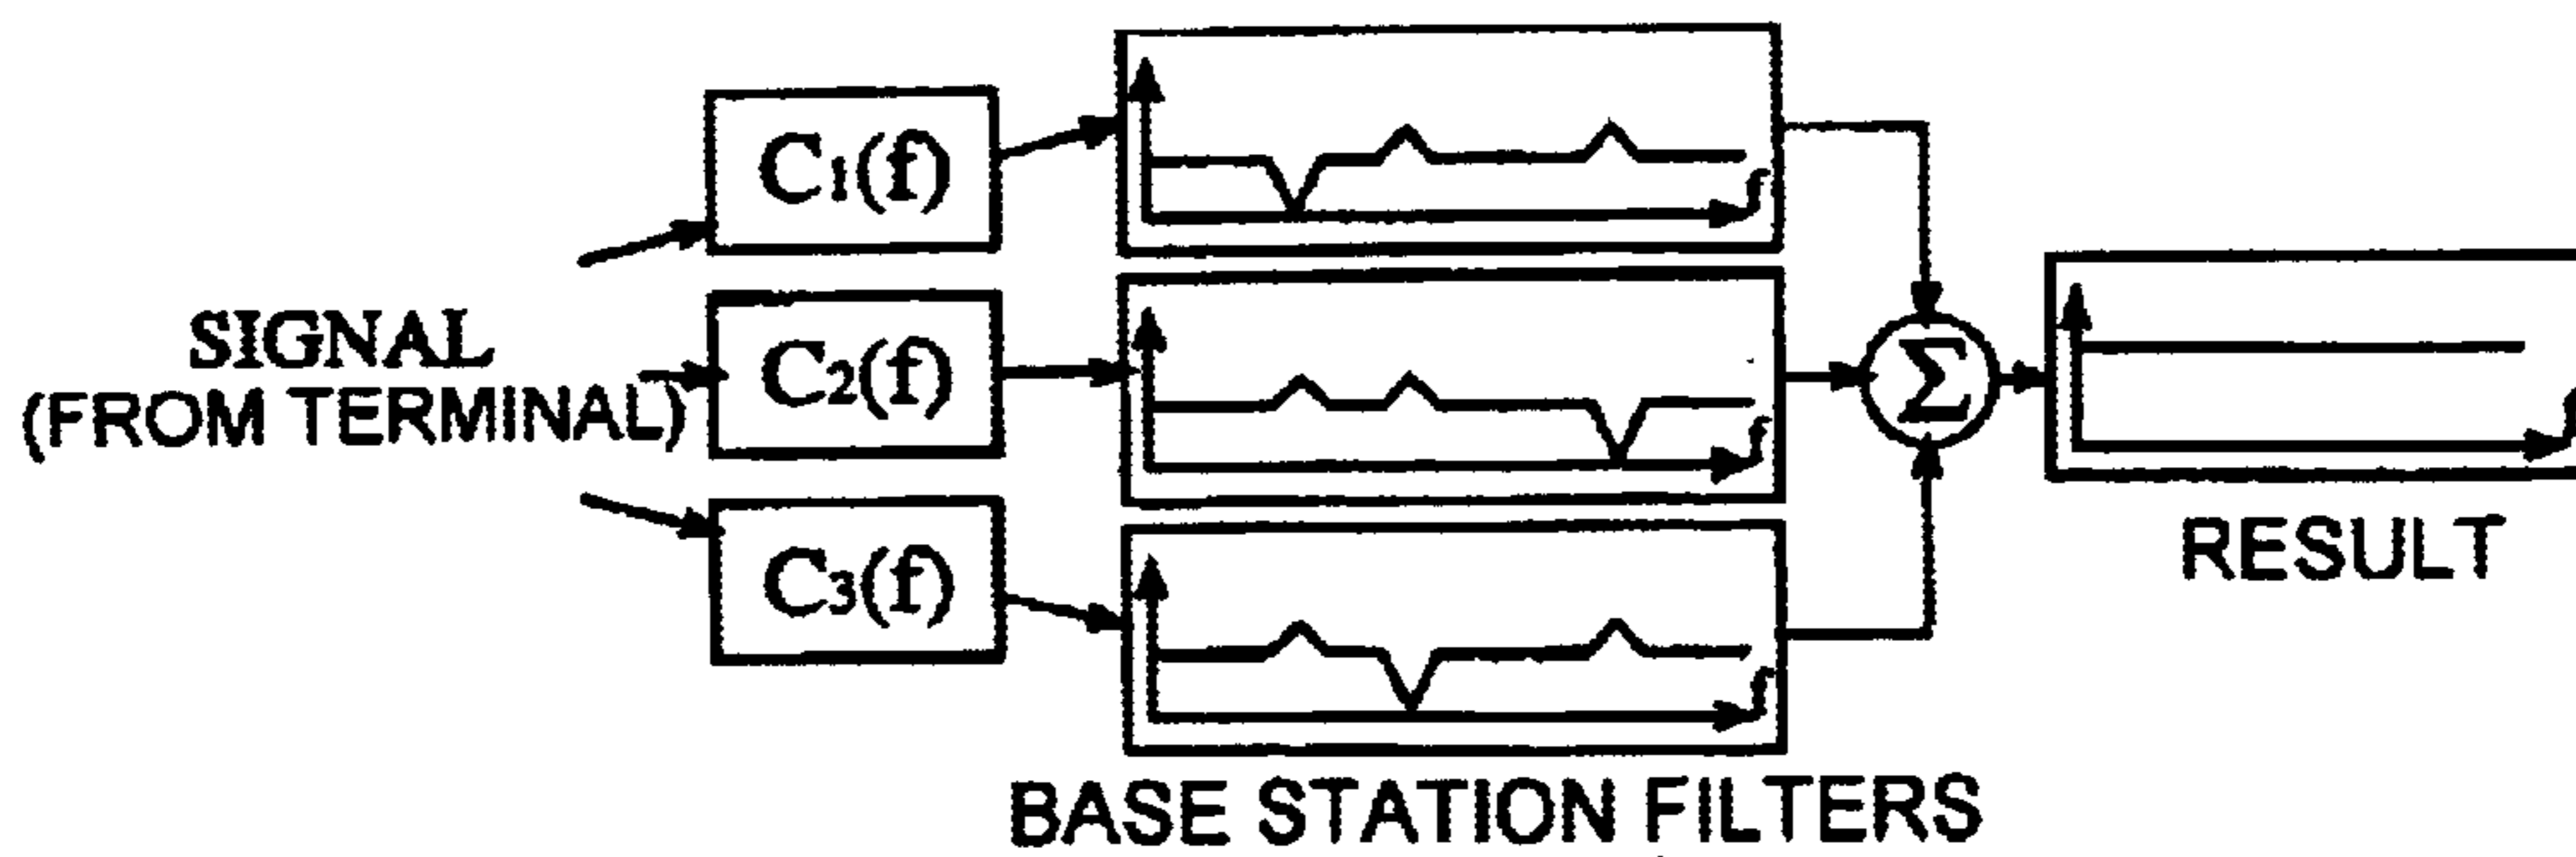 C1(f)
SIGNAL
(FROM TERMINAL)
C2(f)
C3(f)
Σ
f
f
f
f
RESULT
BASE STATION FILTERS